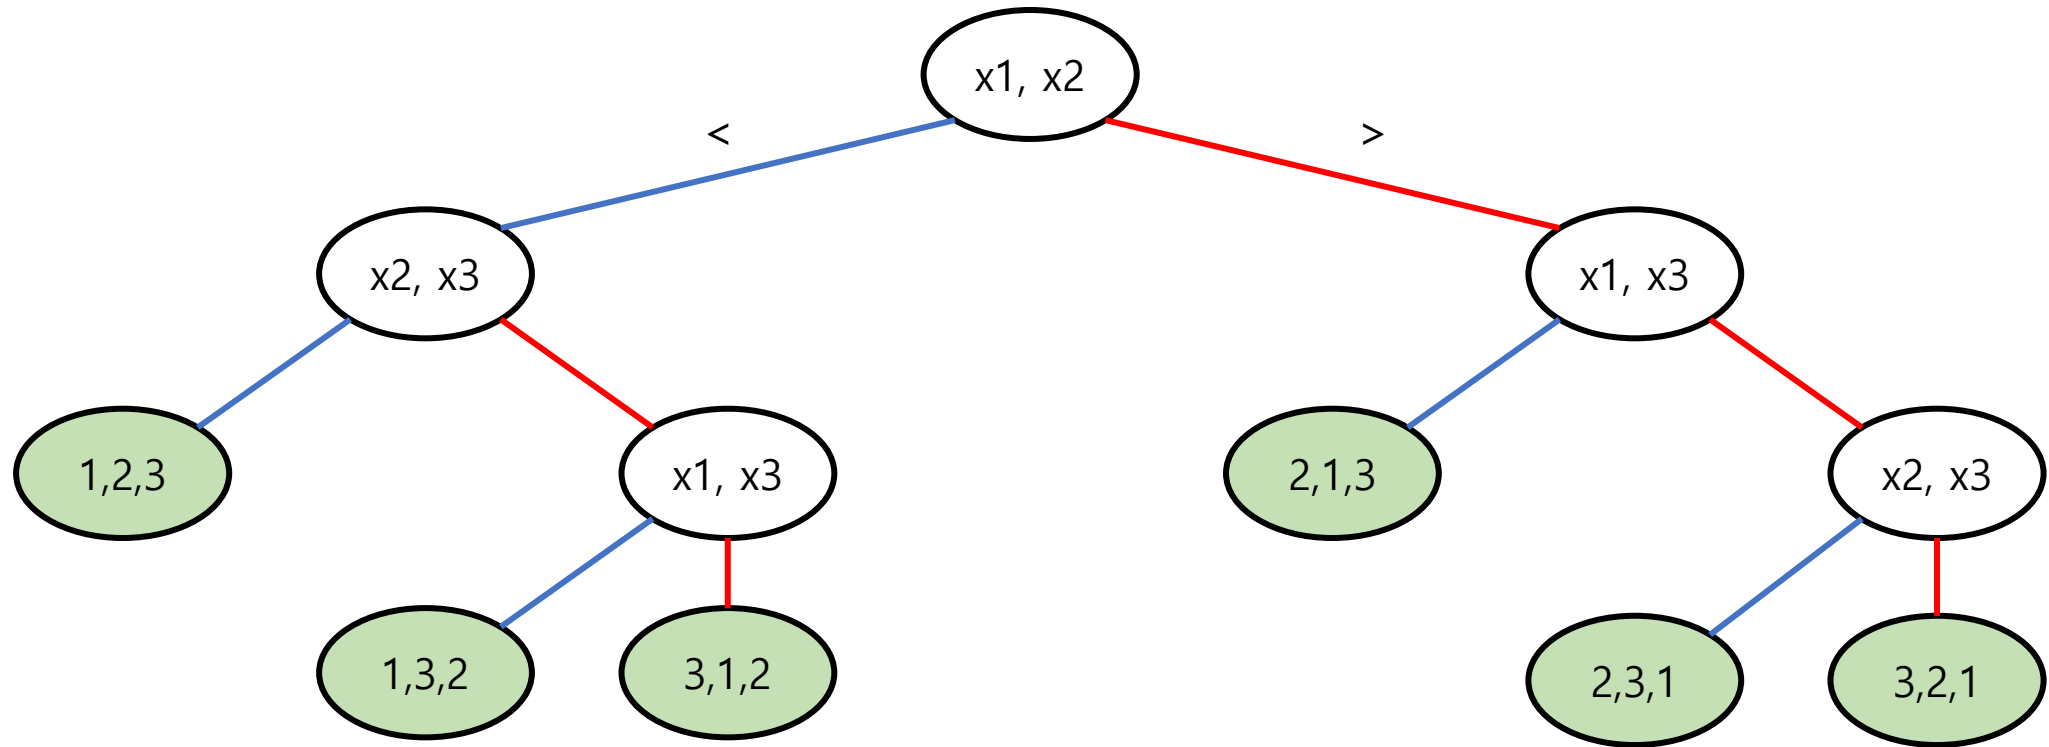 x1, x2
<
>
x2, x3
x1, x3
1,2,3
x1, x3
2,1,3
x2, x3
1,3,2
3,1,2
2,3,1
3,2,1